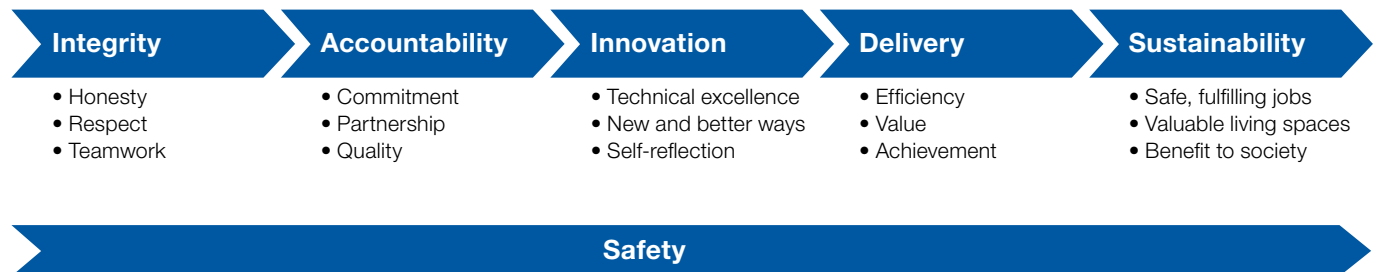 Integrity
• Honesty
• Respect
• Teamwork
Accountability
• Commitment
• Partnership
• Quality
Innovation
• Technical excellence
• New and better ways
• Self-reflection
Delivery
• Efficiency
• Value
• Achievement
Sustainability
• Safe, fulfilling jobs
• Valuable living spaces
• Benefit to society
Safety